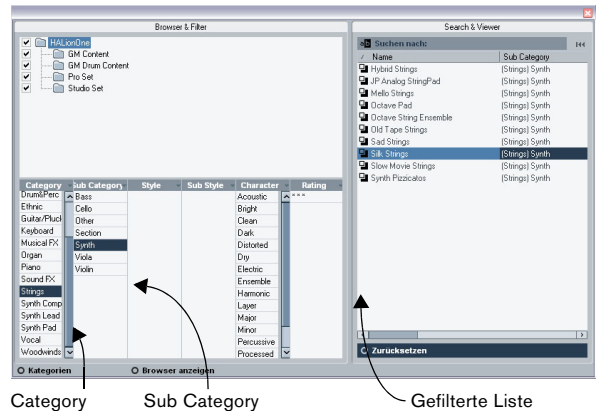 Browser & Filter
Search & Viewer
HALionOne
GM Content
GM Drum Content
Pro Set
Studio Set
Suchen nach:
Name
Sub Category
Hybrid Strings
(Strings) Synth
JP Analog StringPad
(Strings) Synth
Mello Strings
(Strings) Synth
Octave Pad
(Strings) Synth
Octave String Ensemble
(Strings) Synth
Old Tape Strings
(Strings) Synth
Sad Strings
(Strings) Synth
Silk Strings
(Strings) Synth
Slow Movie Strings
(Strings) Synth
Synth Pizzicatos
(Strings) Synth
Category
Sub Category
Style
Sub Style
Character
Rating
Drum&Perc
Bass
Acoustic
***
Ethnic
Cello
Bright
Guitar/Pluck
Other
Clean
Keyboard
Section
Dark
Musical FX
Synth
Distorted
Organ
Viola
Dry
Piano
Violin
Electric
Sound FX
Ensemble
Strings
Harmonic
Synth Comp
Layer
Synth Lead
Major
Synth Pad
Minor
Vocal
Percussive
Woodwinds
Processed
Zurücksetzen
Kategorien
Browser anzeigen
Category
Sub Category
Gefilterte Liste